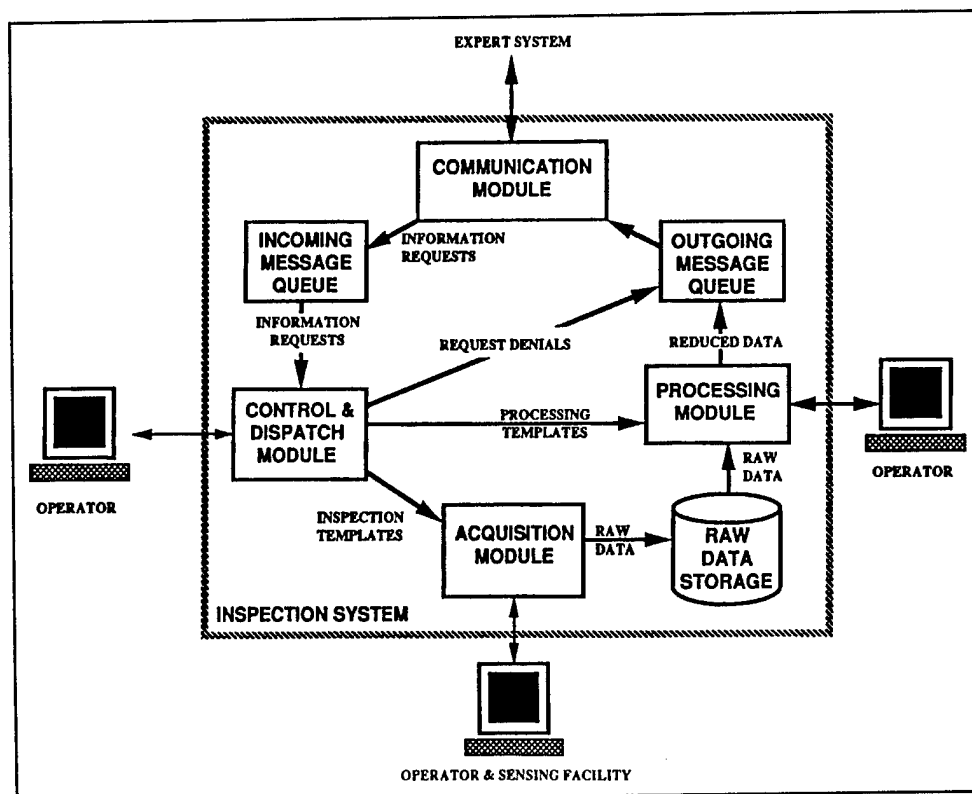 EXPERT SYSTEM
COMMUNICATION
MODULE
INCOMING
MESSAGE
QUEUE
INFORMATION
REQUESTS
OUTGOING
MESSAGE
QUEUE
INFORMATION
REQUESTS
REQUEST DENIALS
REDUCED DATA
CONTROL &
DISPATCH
MODULE
PROCESSING
TEMPLATES
PROCESSING
MODULE
OPERATOR
OPERATOR
RAW
DATA
INSPECTION
TEMPLATES
ACQUISITION
MODULE
RAW
DATA
RAW
DATA
STORAGE
INSPECTION SYSTEM
OPERATOR & SENSING FACILITY